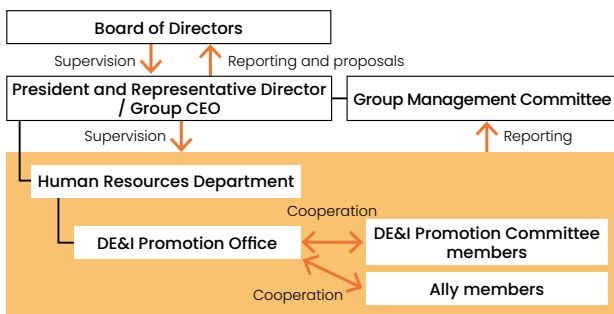 Board of Directors
Supervision
Reporting and proposals
President and Representative Director
/ Group CEO
Group Management Committee
Supervision
Reporting
Human Resources Department
Cooperation
DE&I Promotion Office
DE&I Promotion Committee
members
Cooperation
Ally members